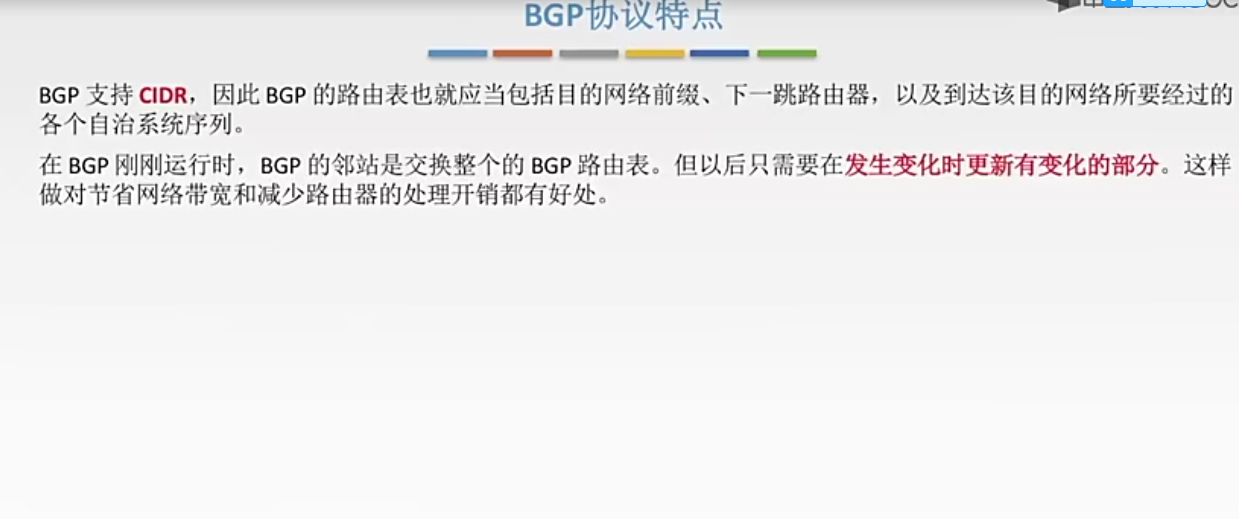 BGP协议特点
BGP 支持 CIDR，因此 BGP 的路由表也就应当包括目的网络前缀、下一跳路由器，以及到达该目的网络所要经过的
各个自治系统序列。
在 BGP 刚刚运行时，BGP 的邻站是交换整个的 BGP 路由表。但以后只需要在发生变化时更新有变化的部分。这样
做对节省网络带宽和减少路由器的处理开销都有好处。